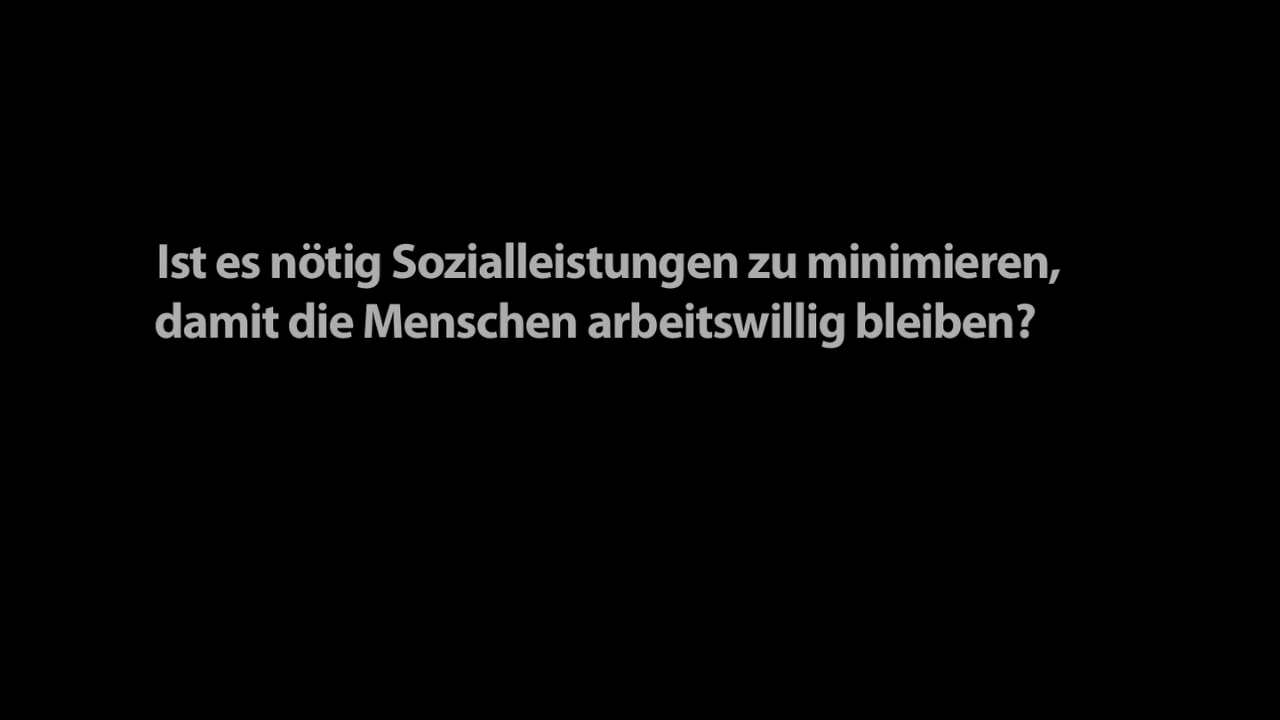 Ist es nötig Sozialleistungen zu minimieren,
damit die Menschen arbeitswillig bleiben?